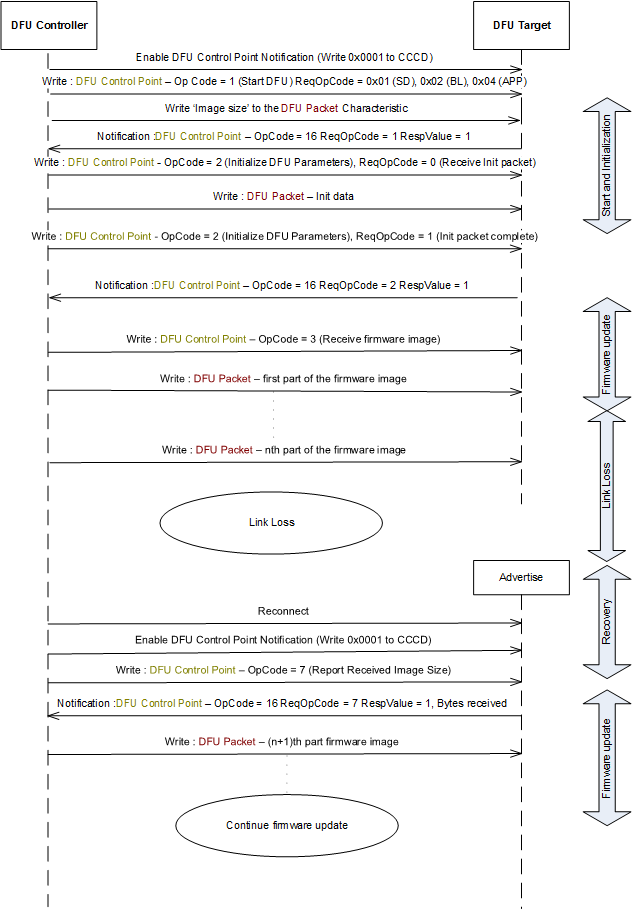 DFU Controller
DFU Target
Enable DFU Control Point Notification (Write 0x0001 to CCCD)
Write : DFU Control Point – Op Code = 1 (Start DFU) ReqOpCode = 0x01 (SD), 0x02 (BL), 0x04 (APP)
Write ‘Image size’ to the DFU Packet Characteristic
Notification :DFU Control Point – OpCode = 16 ReqOpCode = 1 RespValue = 1
Write : DFU Control Point - OpCode = 2 (Initialize DFU Parameters), ReqOpCode = 0 (Receive Init packet)
Write : DFU Packet – Init data
Write : DFU Control Point - OpCode = 2 (Initialize DFU Parameters), ReqOpCode = 1 (Init packet complete)
Start and Initialization
Notification :DFU Control Point – OpCode = 16 ReqOpCode = 2 RespValue = 1
Write : DFU Control Point – OpCode = 3 (Receive firmware image)
Write : DFU Packet – first part of the firmware image
Firmware update
Write : DFU Packet – nth part of the firmware image
Link Loss
Link Loss
Advertise
Reconnect
Enable DFU Control Point Notification (Write 0x0001 to CCCD)
Write : DFU Control Point – OpCode = 7 (Report Received Image Size)
Recovery
Notification :DFU Control Point – OpCode = 16 ReqOpCode = 7 RespValue = 1, Bytes received
Write : DFU Packet – (n+1)th part firmware image
Firmware update
Continue firmware update